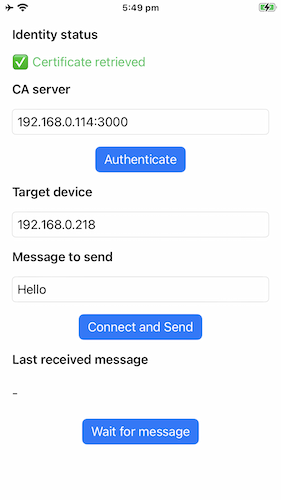 5:49 pm
Identity status
Certificate retrieved
CA server
192.168.0.114:3000
Authenticate
Target device
192.168.0.218
Message to send
Hello
Connect and Send
Last received message
-
Wait for message